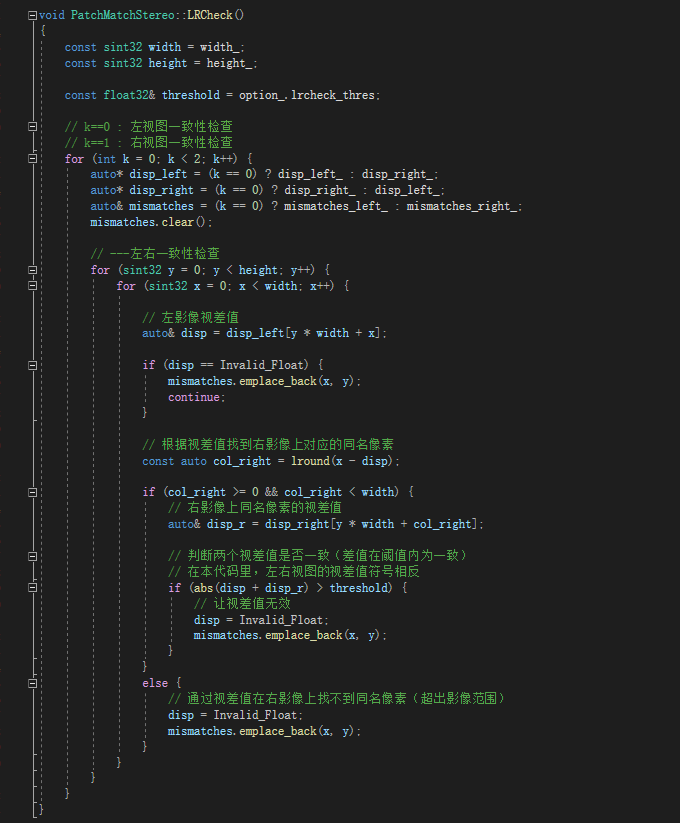 void PatchMatchStereo::LRCheck()
{
const sint32 width = width_;
const sint32 height = height_;
const float32& threshold = option_.lrcheck_thres;
// k==0 : 左视图一致性检查
// k==1 : 右视图一致性检查
for (int k = 0; k < 2; k++) {
auto* disp_left = (k == 0) ? disp_left_ : disp_right_;
auto* disp_right = (k == 0) ? disp_right_ : disp_left_;
auto& mismatches = (k == 0) ? mismatches_left_ : mismatches_right_;
mismatches.clear();
// ---左右一致性检查
for (sint32 y = 0; y < height; y++) {
for (sint32 x = 0; x < width; x++) {
// 左影像视差值
auto& disp = disp_left[y * width + x];
if (disp == Invalid_Float) {
mismatches.emplace_back(x, y);
continue;
}
// 根据视差值找到右影像上对应的同名像素
const auto col_right = lround(x - disp);
if (col_right >= 0 && col_right < width) {
// 右影像上同名像素的视差值
auto& disp_r = disp_right[y * width + col_right];
// 判断两个视差值是否一致（差值在阈值内为一致）
// 在本代码里，左右视图的视差值符号相反
if (abs(disp + disp_r) > threshold) {
// 让视差值无效
disp = Invalid_Float;
mismatches.emplace_back(x, y);
}
}
else {
// 通过视差值在右影像上找不到同名像素（超出影像范围）
disp = Invalid_Float;
mismatches.emplace_back(x, y);
}
}
}
}
}